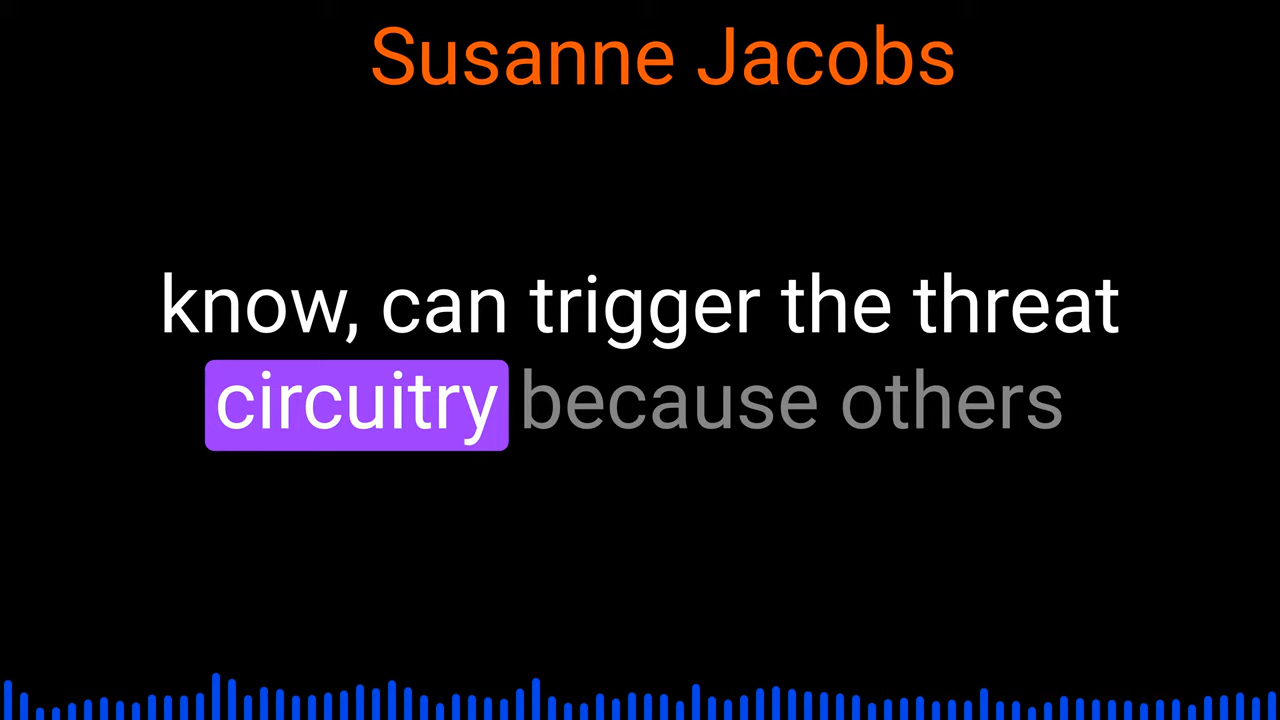 Susanne Jacobs
know, can trigger the threat
circuitry because others